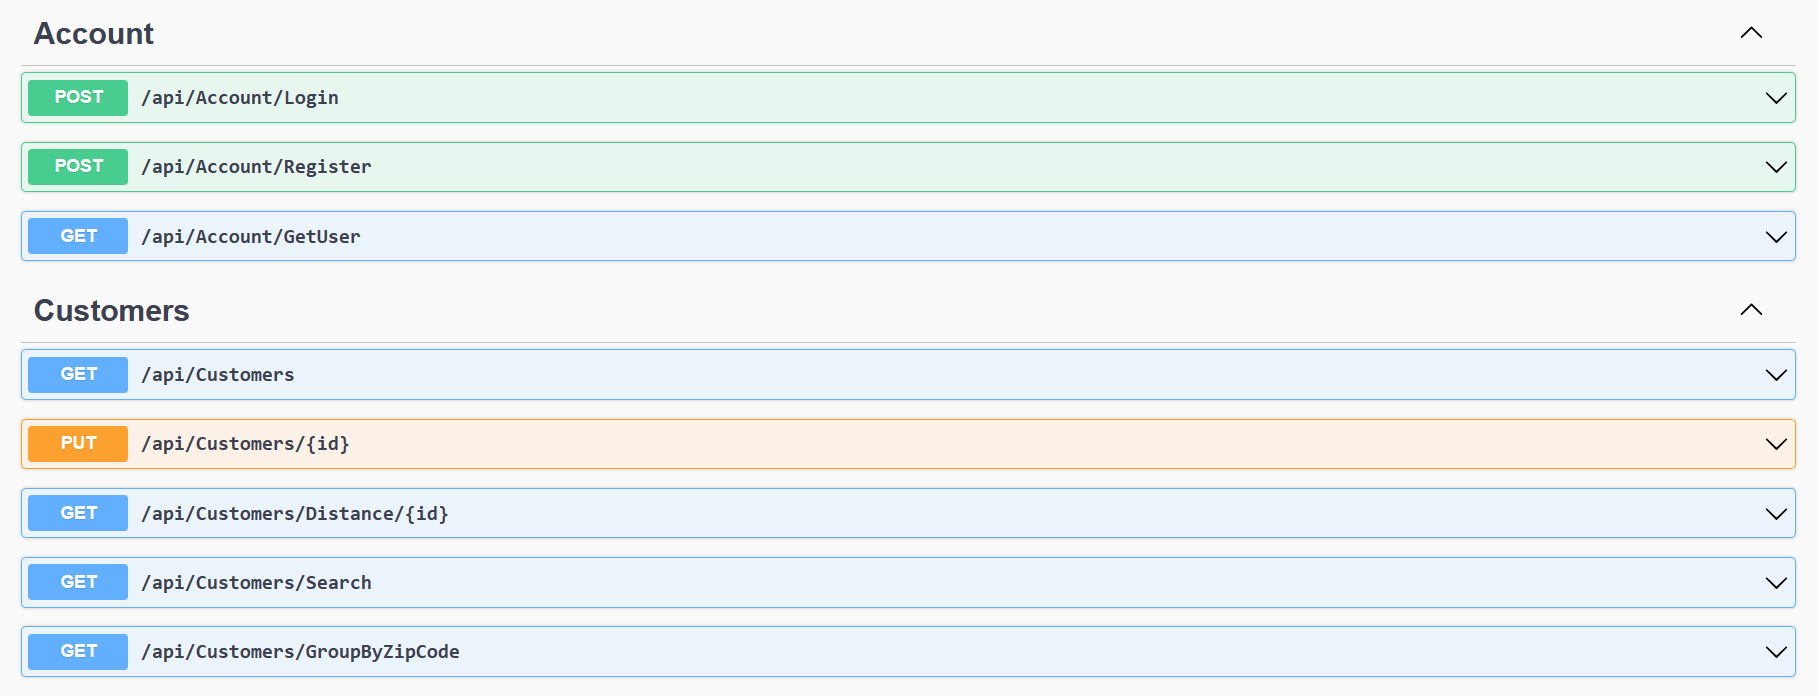 Account
POST /api/Account/Login
POST /api/Account/Register
GET /api/Account/GetUser
Customers
GET /api/Customers
PUT /api/Customers/{id}
GET /api/Customers/Distance/{id}
GET /api/Customers/Search
GET /api/Customers/GroupByZipCode